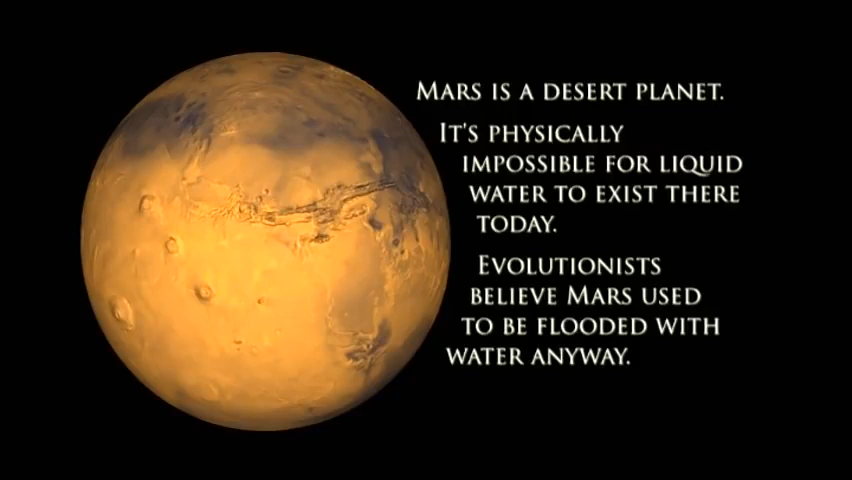 Mars is a desert planet.
It's physically
impossible for liquid
water to exist there
today.
Evolutionists
believe Mars used
to be flooded with
water anyway.